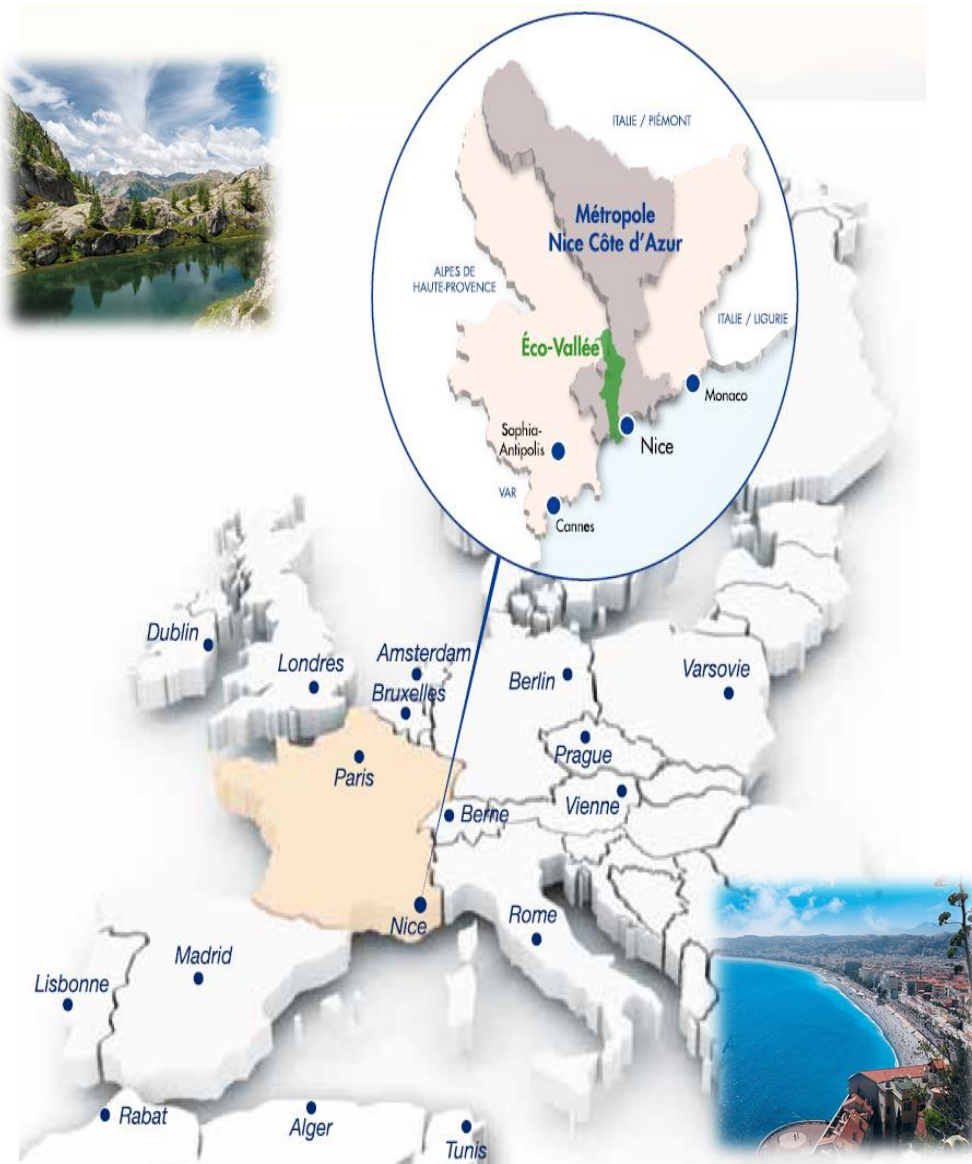 ITALIE / PIÉMONT
Métropole
Nice Côte d'Azur
ALPES DE
HAUTE-PROVENCE
ITALIE / LIGURIE
Éco-Vallée
Monaco
Sophia-
Antipolis
Nice
VAR
Cannes
Dublin
Londres
Amsterdam
Bruxelles
Berlin
Varsovie
Prague
Paris
Vienne
Berne
Nice
Rome
Madrid
Lisbonne
Rabat
Alger
Tunis